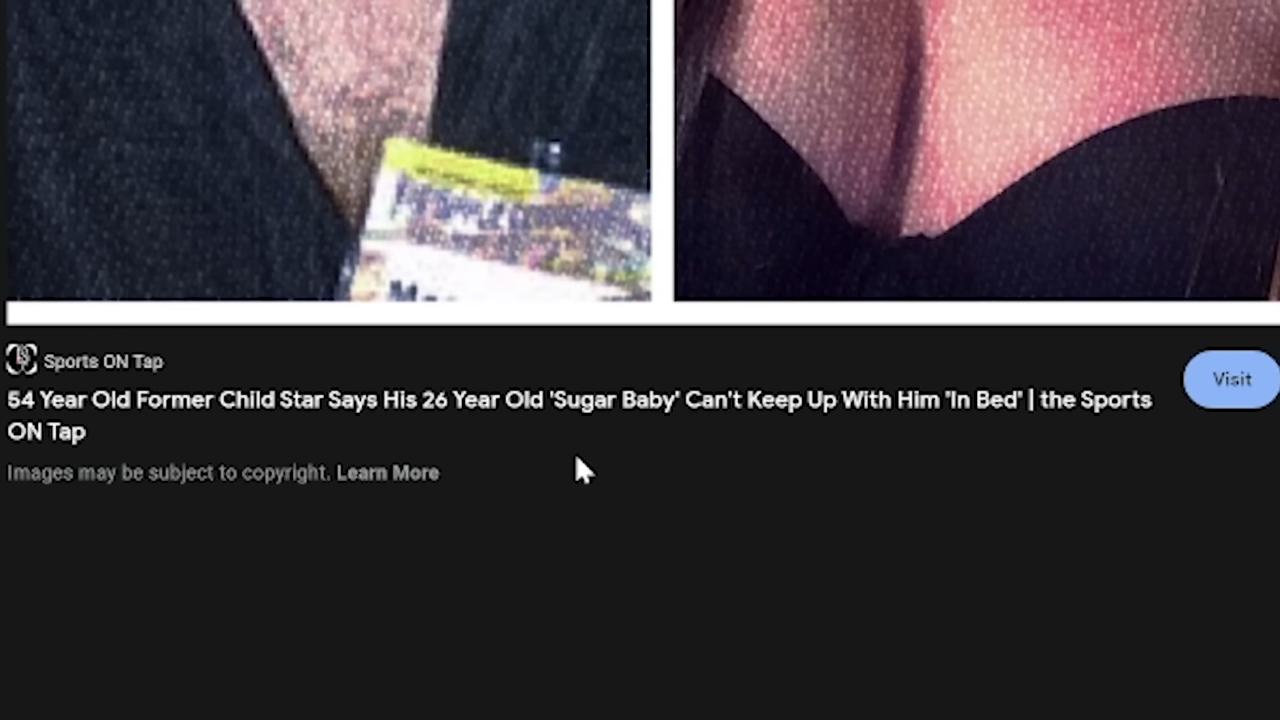 Sports ON Tap
Visit
54 Year Old Former Child Star Says His 26 Year Old 'Sugar Baby' Can't Keep Up With Him 'In Bed' | the Sports
ON Tap
Images may be subject to copyright. Learn More